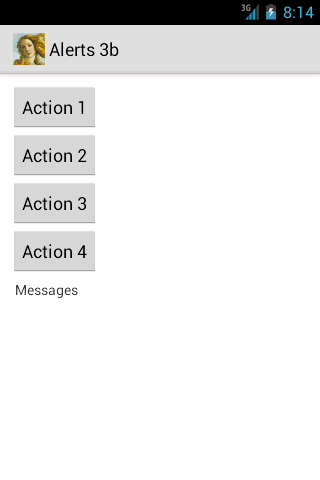 3G 8:14
Alerts 3b
Action 1
Action 2
Action 3
Action 4
Messages